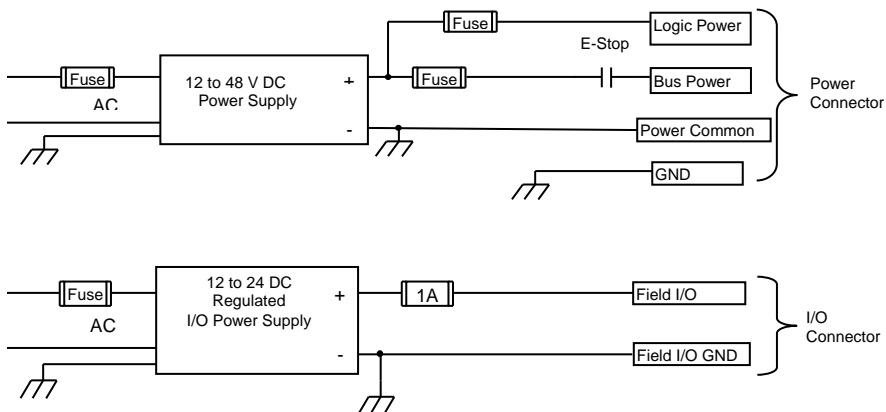 Fuse
Logic Power
E-Stop
Fuse
12 to 48 V DC
Power Supply
+
Fuse
Bus Power
Power
Connector
AC
-
Power Common
GND
12 to 24 DC
Regulated
I/O Power Supply
Fuse
+
1A
Field I/O
AC
I/O
Connector
-
Field I/O GND